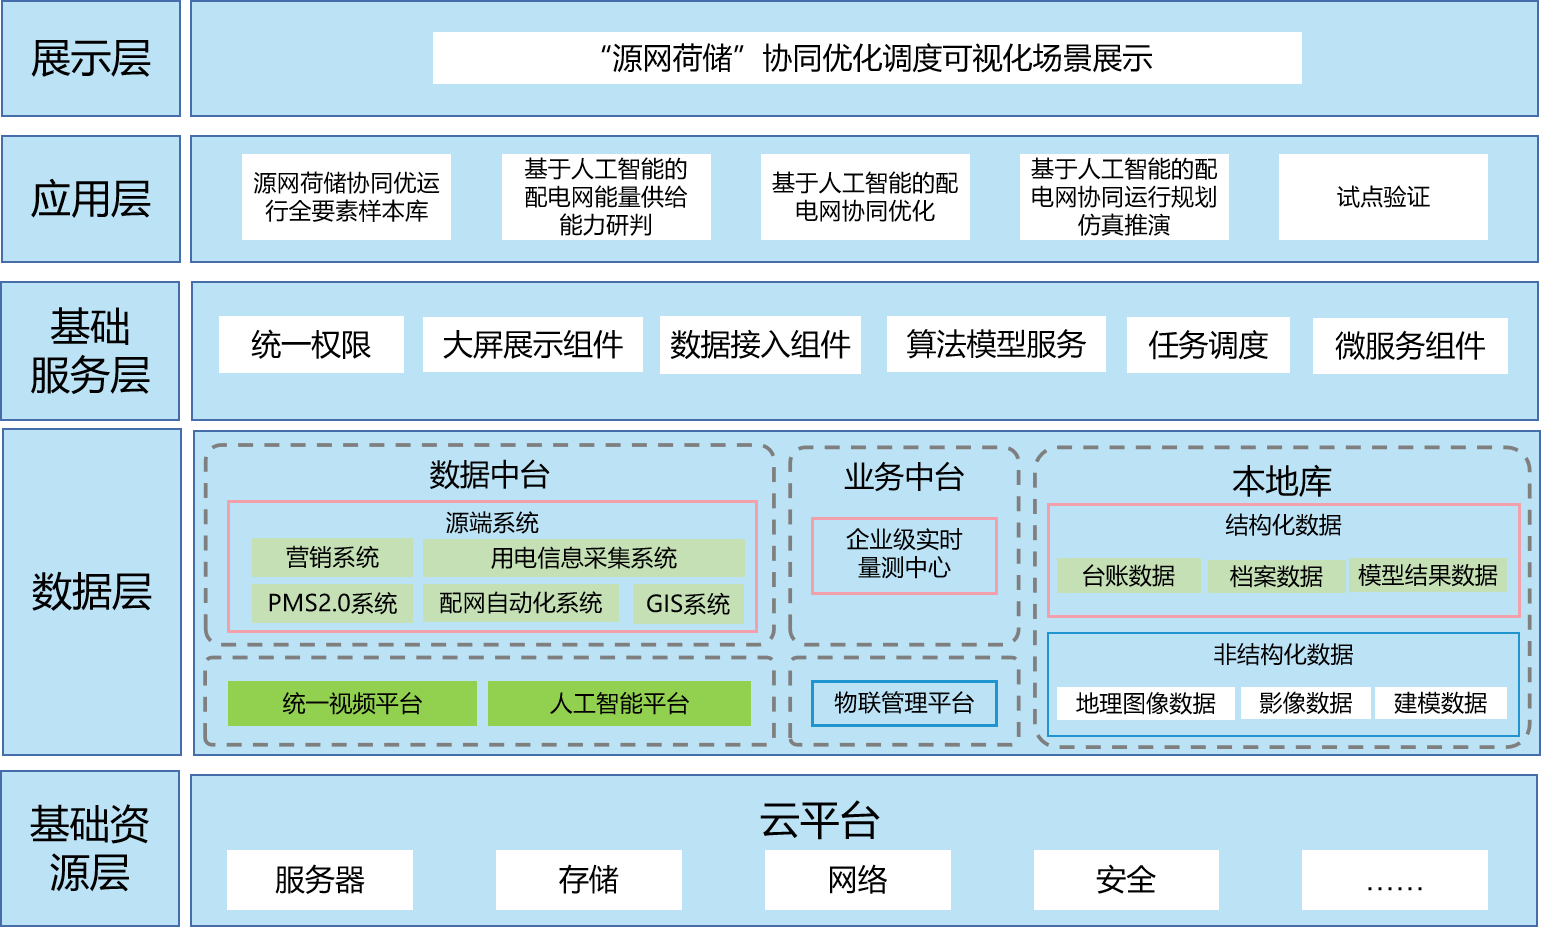 展示层
“源网荷储”协同优化调度可视化场景展示
应用层
源网荷储协同优运
行全要素样本库
基于人工智能的
配电网能量供给
能力研判
基于人工智能的配
电网协同优化
基于人工智能的配
电网协同运行规划
仿真推演
试点验证
基础
服务层
统一权限
大屏展示组件
数据接入组件
算法模型服务
任务调度
微服务组件
数据层
数据中台
源端系统
营销系统
用电信息采集系统
PMS2.0系统
配网自动化系统
GIS系统
统一视频平台
人工智能平台
业务中台
企业级实时
量测中心
物联管理平台
本地库
结构化数据
台账数据
档案数据
模型结果数据
非结构化数据
地理图像数据
影像数据
建模数据
基础资
源层
云平台
服务器
存储
网络
安全
……